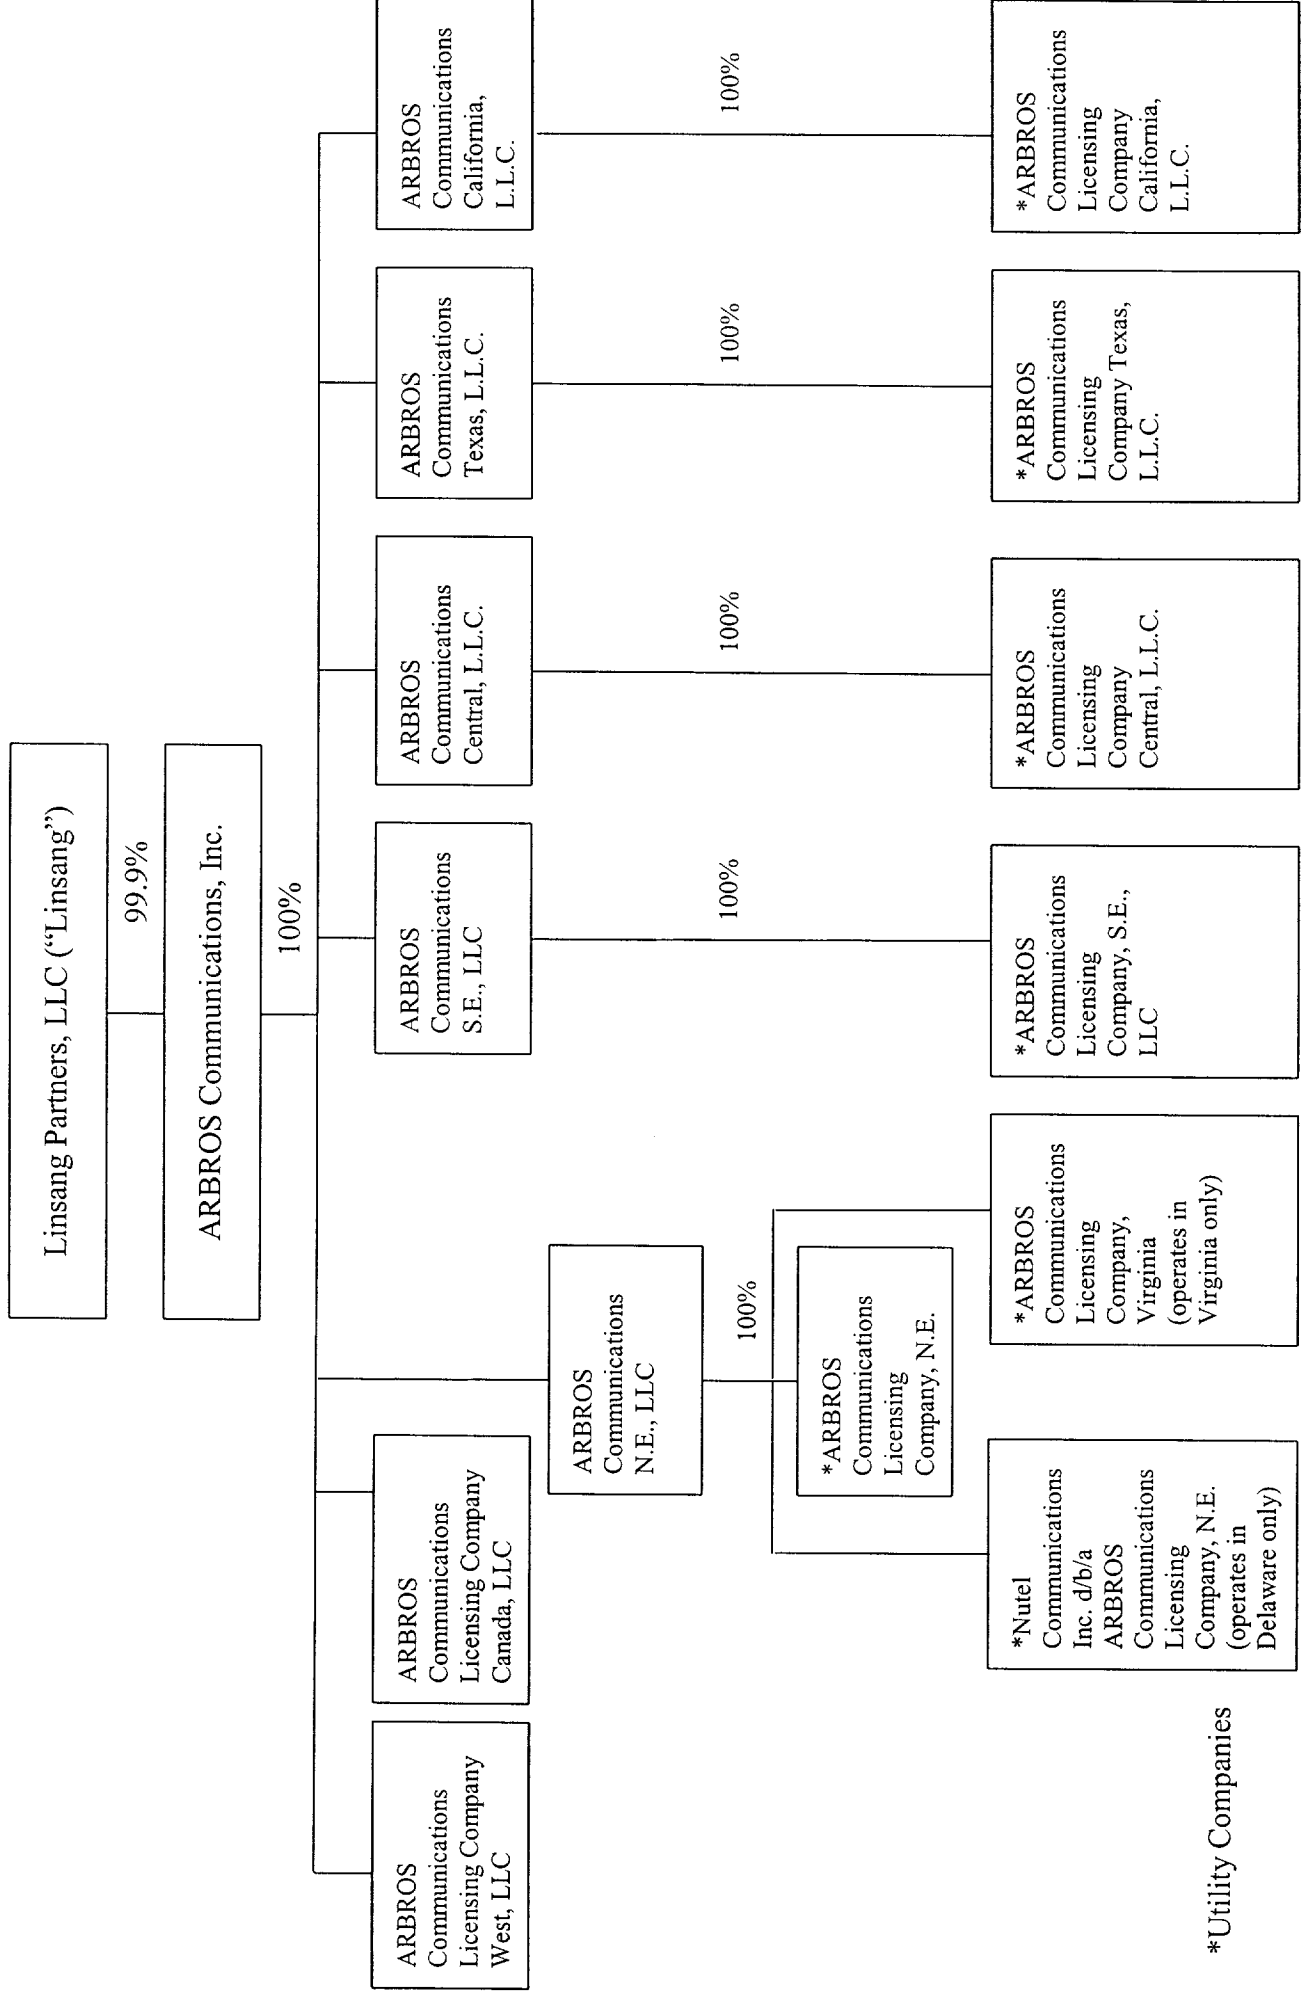 Linsang Partners, LLC (“Linsang”)
99.9%
ARBROS Communications, Inc.
100%
ARBROS
Communications
Licensing Company
West, LLC
ARBROS
Communications
Licensing Company
Canada, LLC
ARBROS
Communications
N.E., LLC
100%
*ARBROS
Communications
Licensing
Company, N.E.
*Nutel
Communications
Inc. d/b/a
ARBROS
Communications
Licensing
Company, N.E.
(operates in
Delaware only)
*ARBROS
Communications
Licensing
Company,
Virginia
(operates in
Virginia only)
ARBROS
Communications
S.E., LLC
100%
*ARBROS
Communications
Licensing
Company, S.E.,
LLC
ARBROS
Communications
Central, L.L.C.
100%
*ARBROS
Communications
Licensing
Company
Central, L.L.C.
ARBROS
Communications
Texas, L.L.C.
100%
*ARBROS
Communications
Licensing
Company Texas,
L.L.C.
ARBROS
Communications
California,
L.L.C.
100%
*ARBROS
Communications
Licensing
Company
California,
L.L.C.
*Utility Companies